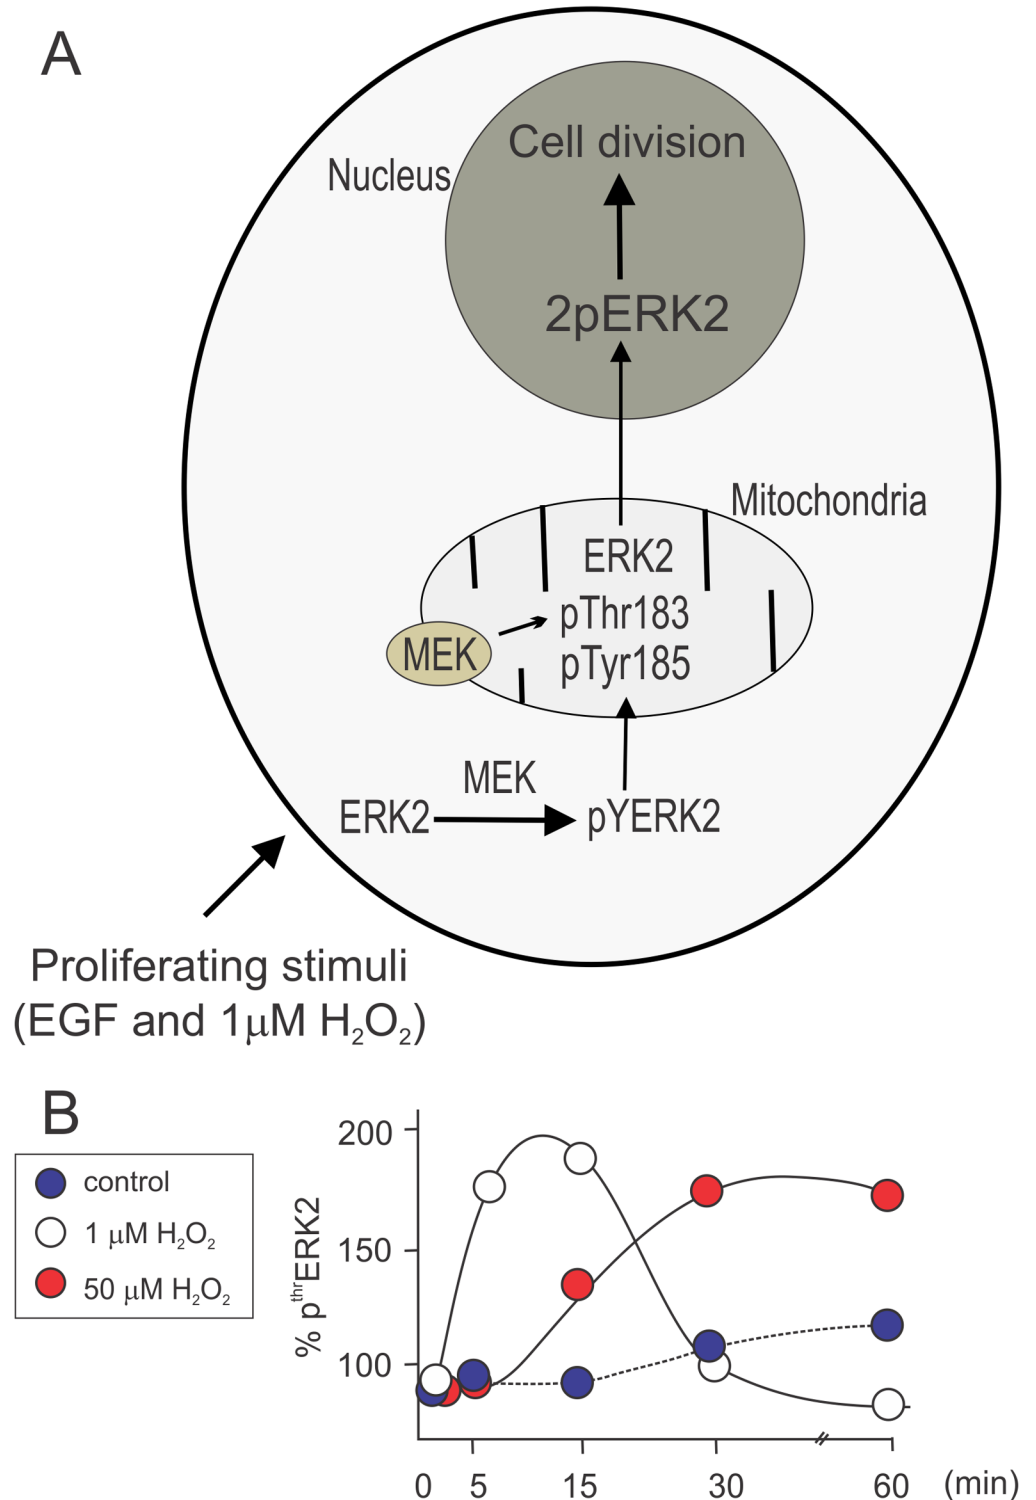 A
Cell division
Nucleus
2pERK2
Mitochondria
ERK2
pThr183
MEK
pTyr185
MEK
ERK2
pYERK2
Proliferating stimuli
(EGF and 1μM H₂O₂)
B
control
1 μM H₂O₂
50 μM H₂O₂
% pᵗʰʳERK2
200
150
100
0 5 15 30 60 (min)